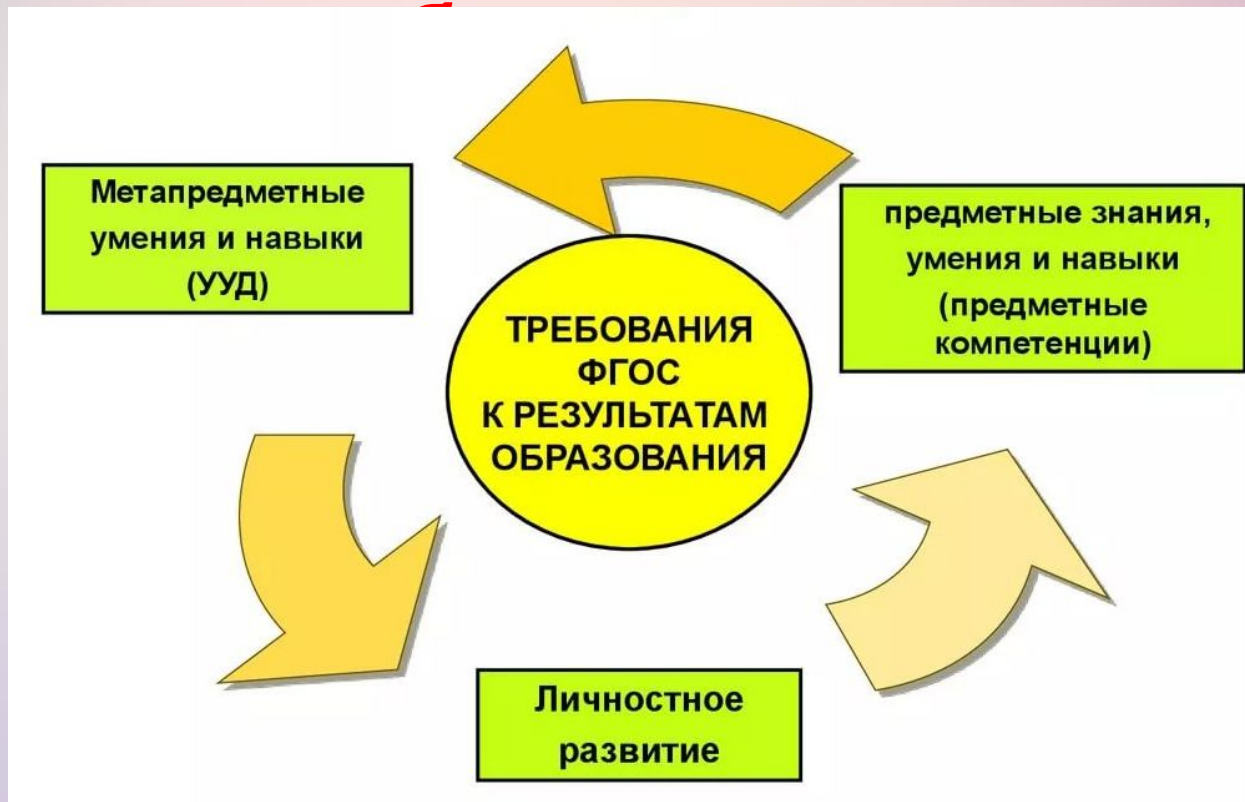 Метапредметные
умения и навыки
(УУД)
предметные знания,
умения и навыки
(предметные
компетенции)
ТРЕБОВАНИЯ
ФГОС
К РЕЗУЛЬТАТАМ
ОБРАЗОВАНИЯ
Личностное
развитие